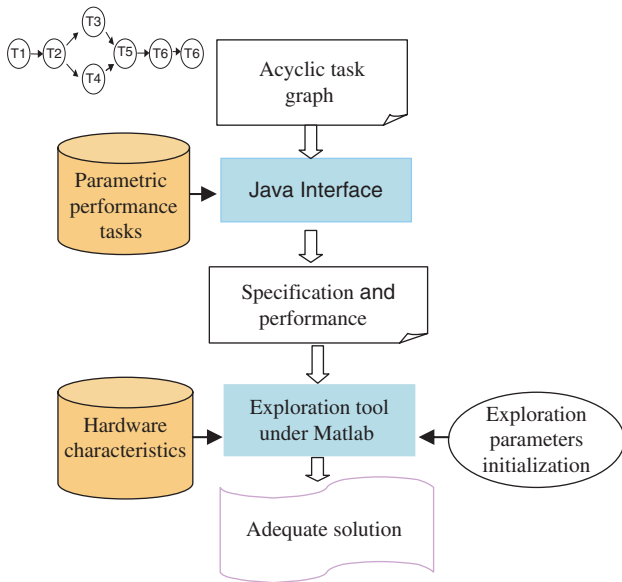 T3
T1 T2 T5 T6 T6
T4
Acyclic task
graph
Parametric
performance
tasks
Java Interface
Specification and
performance
Hardware
characteristics
Exploration tool
under Matlab
Exploration
parameters
initialization
Adequate solution